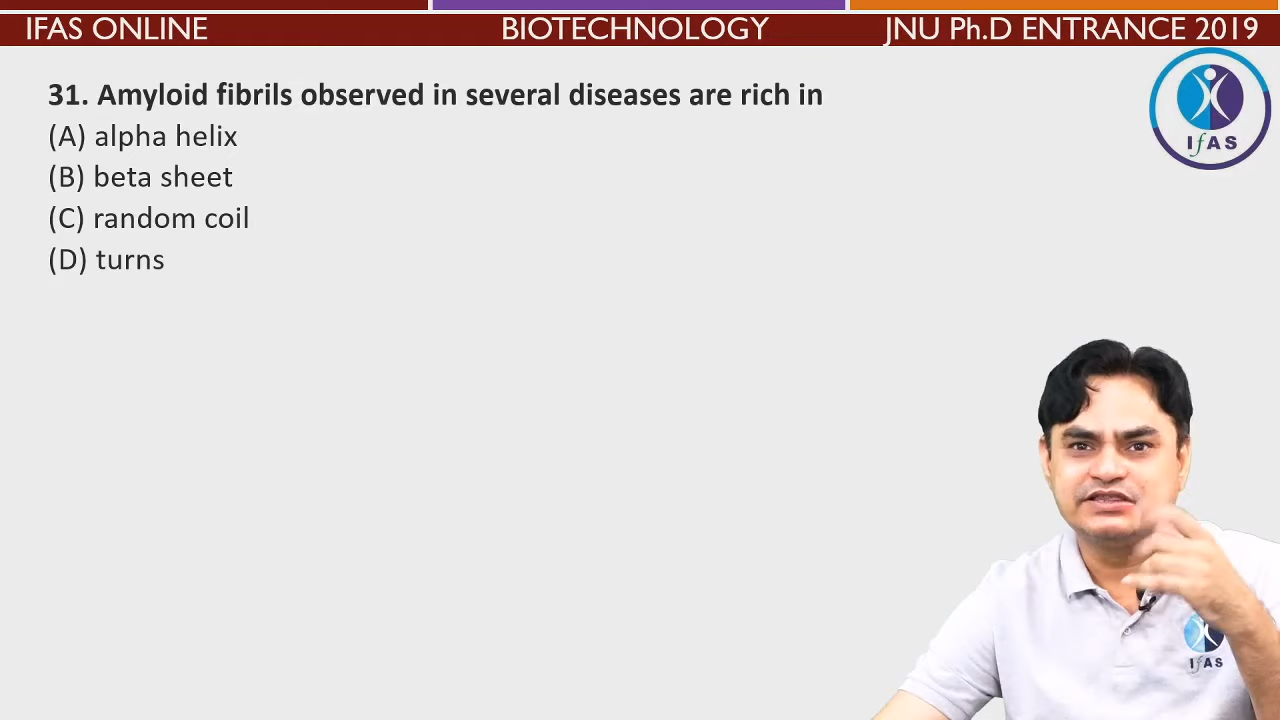 IFAS ONLINE BIOTECHNOLOGY JNU Ph.D ENTRANCE 2019
31. Amyloid fibrils observed in several diseases are rich in
(A) alpha helix
(B) beta sheet
(C) random coil
(D) turns
IfAS
IfAS